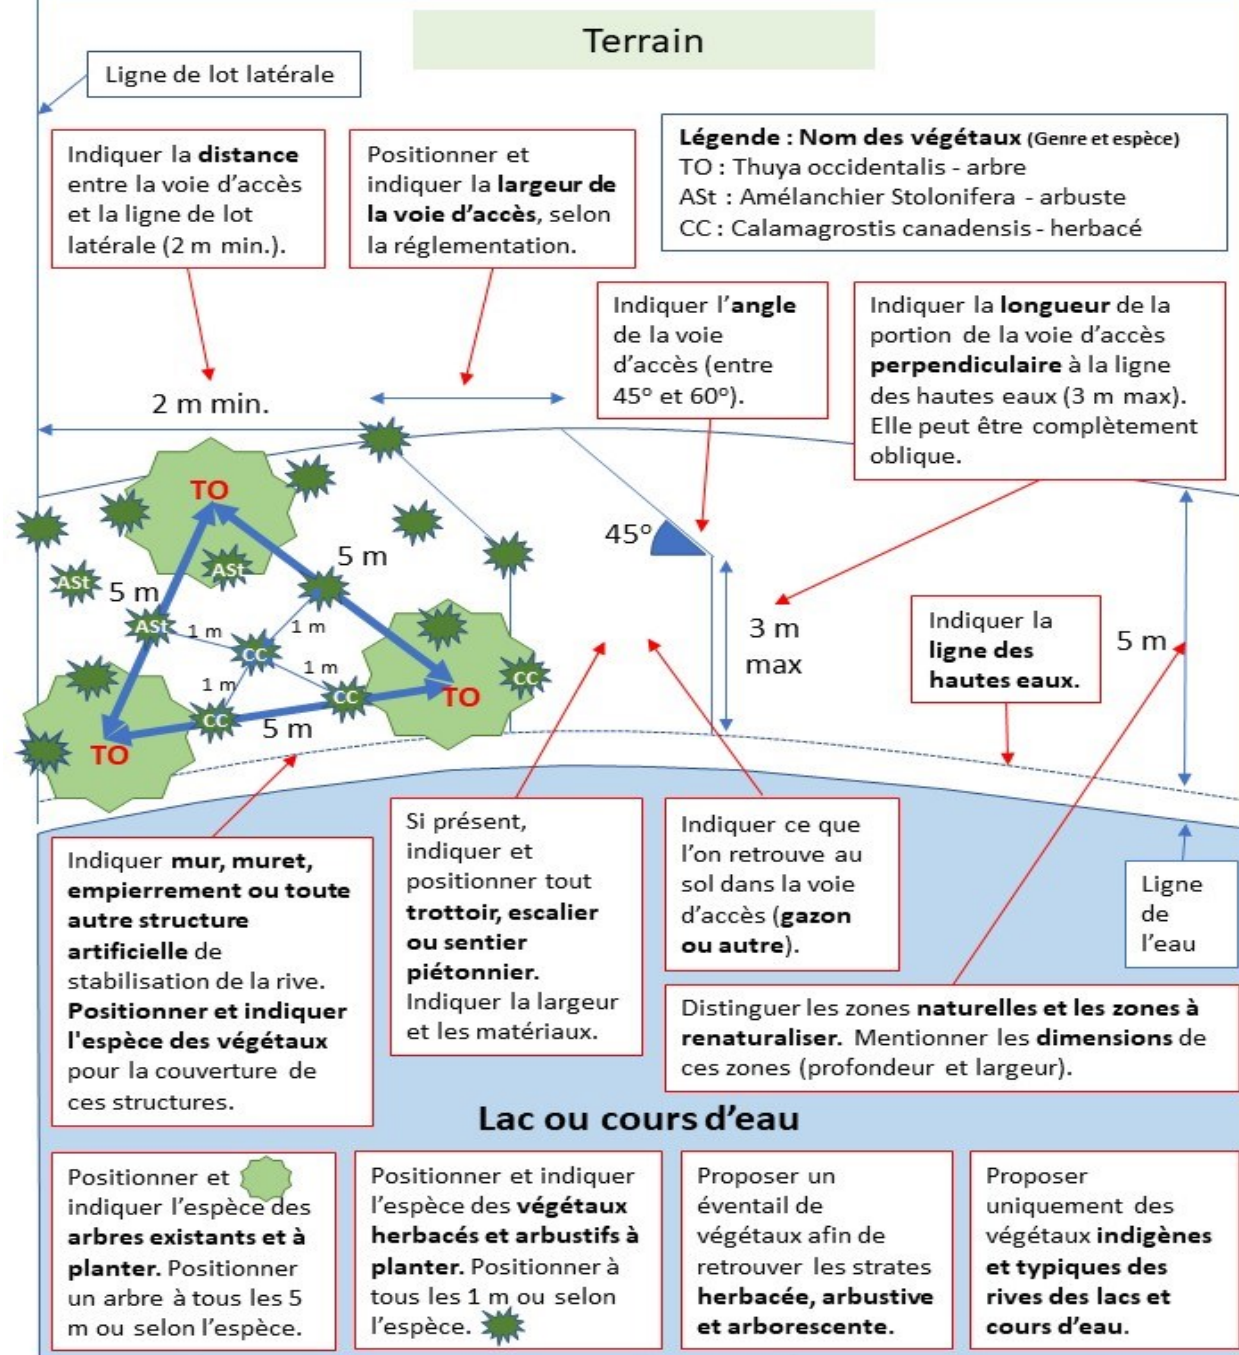 Terrain
Ligne de lot latérale
Indiquer la distance
entre la voie d'accès
et la ligne de lot
latérale (2 m min.).
Positionner et
indiquer la largeur de
la voie d'accès, selon
la réglementation.
Légende : Nom des végétaux (Genre et espèce)
TO : Thuya occidentalis - arbre
ASt : Amélanchier Stolonifera - arbuste
CC : Calamagrostis canadensis - herbacé
Indiquer l'angle
de la voie
d'accès (entre
45° et 60°).
Indiquer la longueur de la
portion de la voie d'accès
perpendiculaire à la ligne
des hautes eaux (3 m max).
Elle peut être complètement
oblique.
2 m min.
TO
45°
5 m
ASt
ASt
5 m
ASt
1 m
1 m
CC
1 m
1 m
CC
CC
CC
TO
5 m
TO
3 m
max
Indiquer la
ligne des
hautes eaux.
5 m
Indiquer mur, muret,
empierrement ou toute
autre structure
artificielle de
stabilisation de la rive.
Positionner et indiquer
l'espèce des végétaux
pour la couverture de
ces structures.
Si présent,
indiquer et
positionner tout
trottoir, escalier
ou sentier
piétonnier.
Indiquer la largeur
et les matériaux.
Indiquer ce que
l'on retrouve au
sol dans la voie
d'accès (gazon
ou autre).
Ligne
de
l'eau
Distinguer les zones naturelles et les zones à
renaturaliser. Mentionner les dimensions de
ces zones (profondeur et largeur).
Lac ou cours d'eau
Positionner et
indiquer l'espèce des
arbres existants et à
planter. Positionner
un arbre à tous les 5
m ou selon l'espèce.
Positionner et indiquer
l'espèce des végétaux
herbacés et arbustifs à
planter. Positionner à
tous les 1 m ou selon
l'espèce.
Proposer un
éventail de
végétaux afin de
retrouver les strates
herbacée, arbustive
et arborescente.
Proposer
uniquement des
végétaux indigènes
et typiques des
rives des lacs et
cours d'eau.